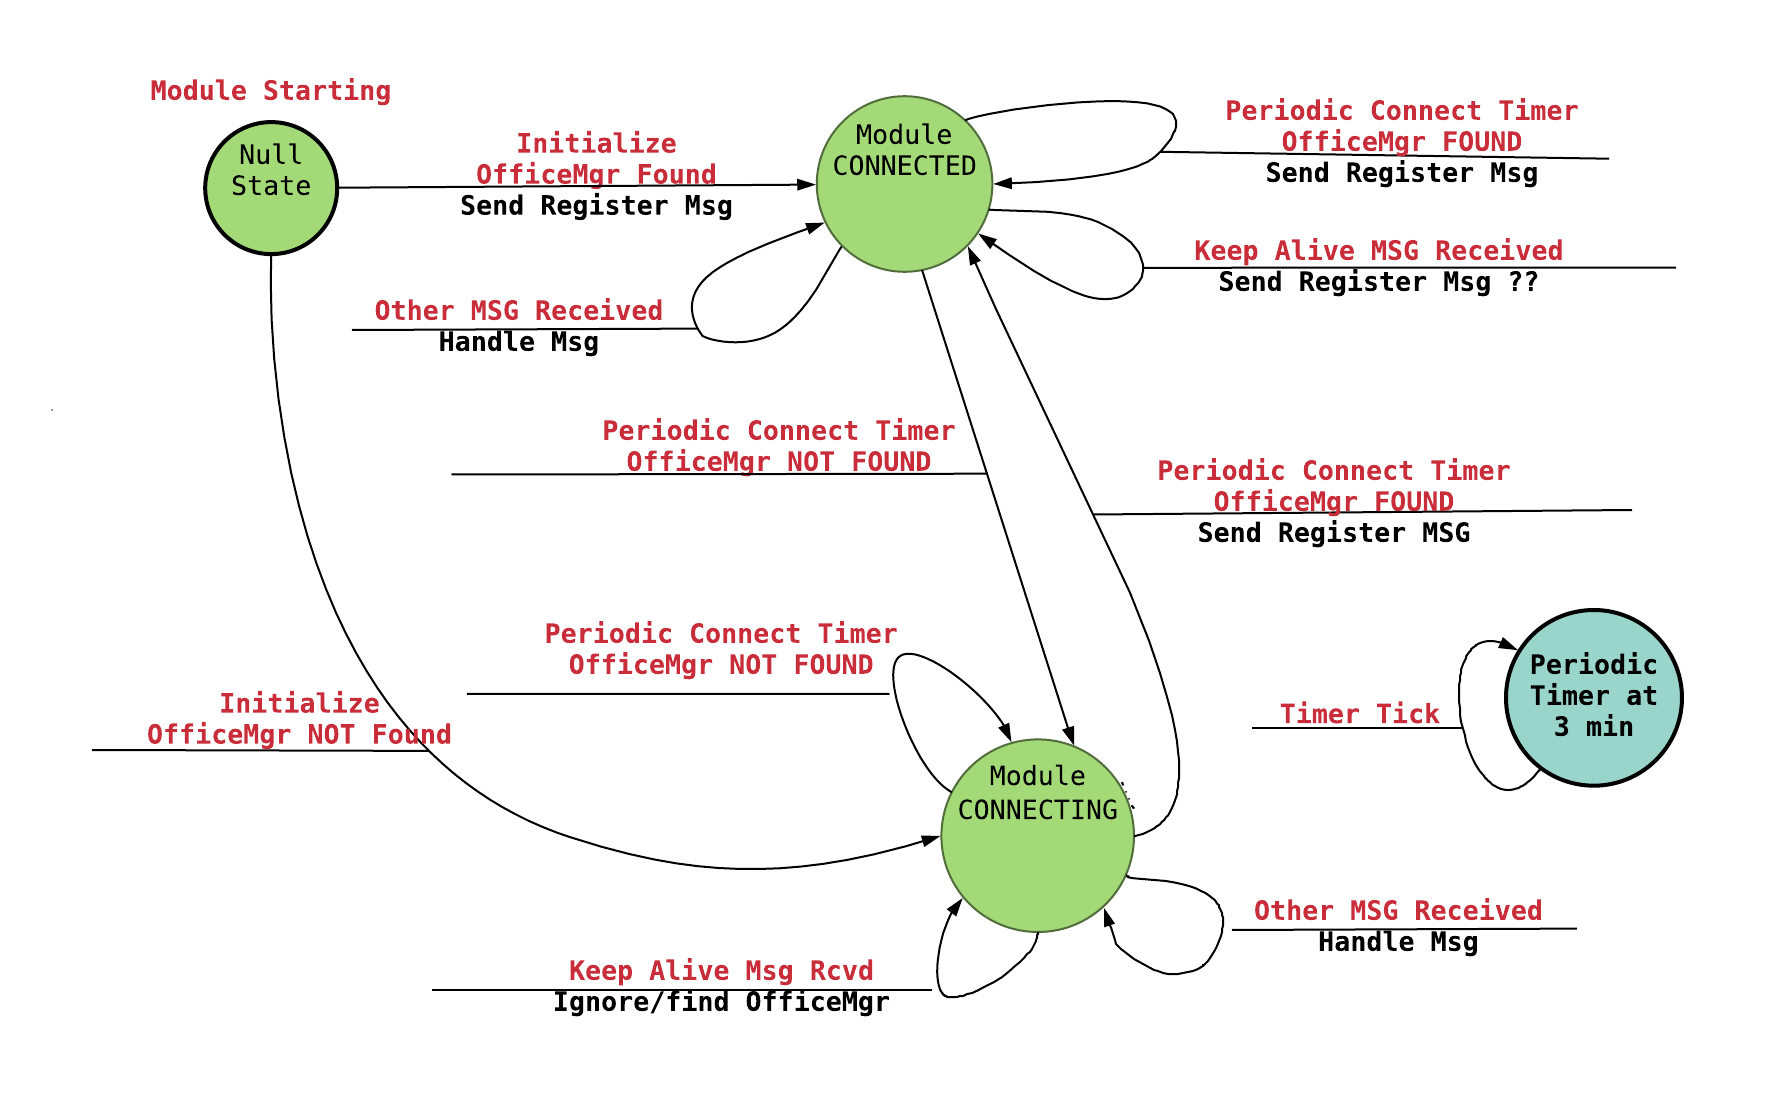 Module Starting
Null
State
Initialize
OfficeMgr Found
Send Register Msg
Module
CONNECTED
Periodic Connect Timer
OfficeMgr FOUND
Send Register Msg
Keep Alive MSG Received
Send Register Msg ??
Other MSG Received
Handle Msg
Periodic Connect Timer
OfficeMgr NOT FOUND
Periodic Connect Timer
OfficeMgr FOUND
Send Register MSG
Periodic Connect Timer
OfficeMgr NOT FOUND
Initialize
OfficeMgr NOT Found
Timer Tick
Periodic
Timer at
3 min
Module
CONNECTING
Other MSG Received
Handle Msg
Keep Alive Msg Rcvd
Ignore/find OfficeMgr